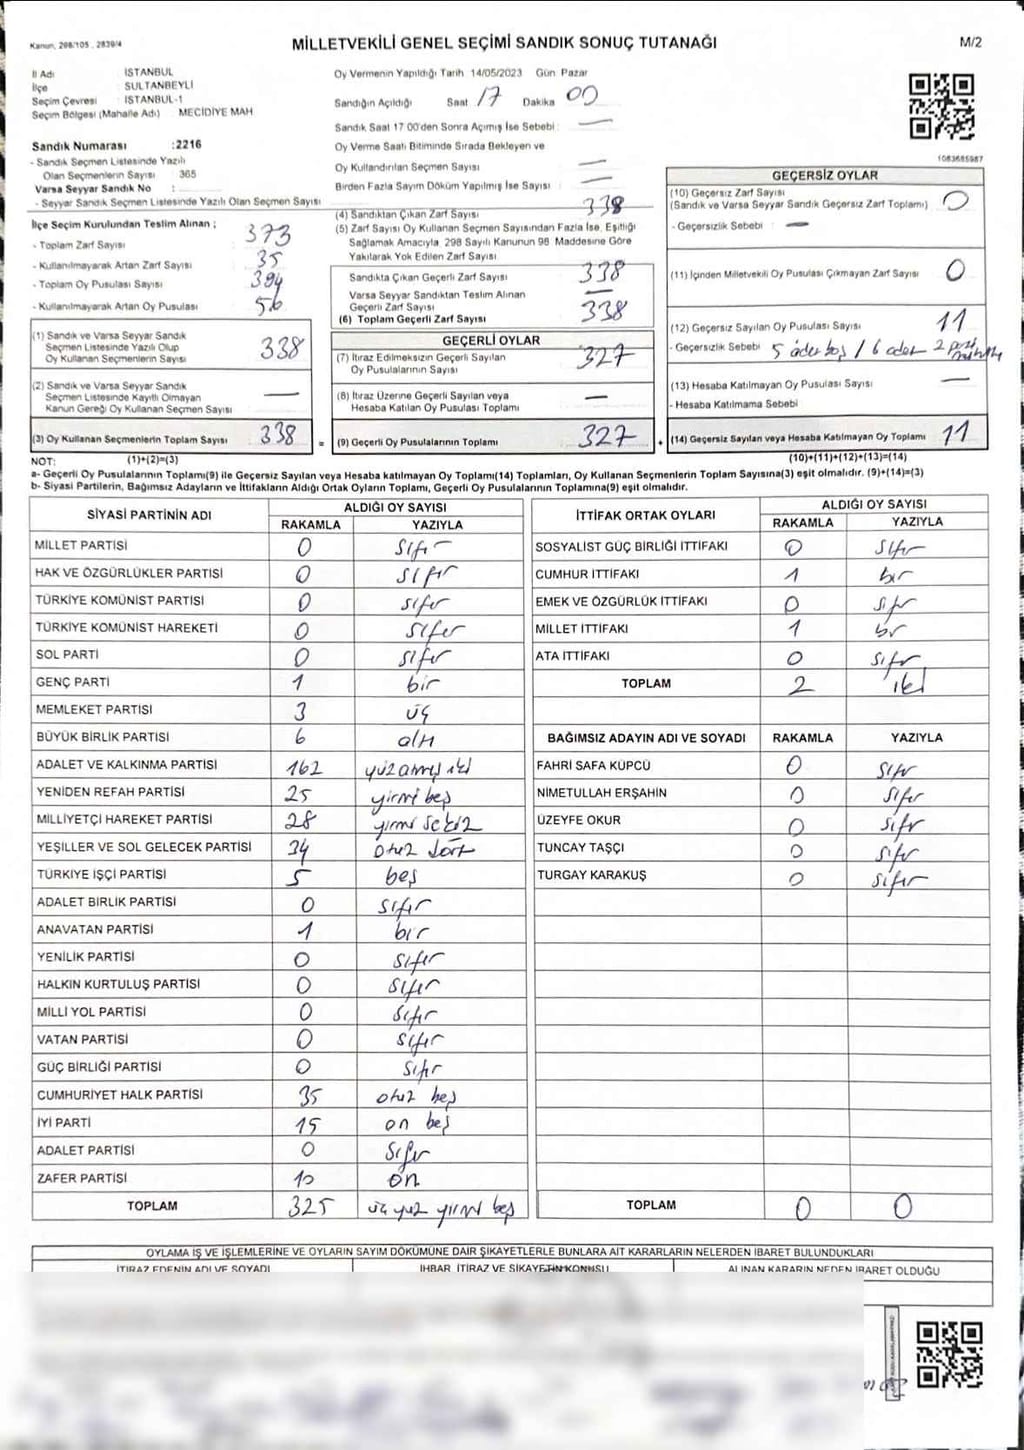 Kanun, 298/105 , 2839/4
MİLLETVEKİLİ GENEL SEÇİMİ SANDIK SONUÇ TUTANAĞI
M/2
İl Adı : İSTANBUL
İlçe : SULTANBEYLİ
Seçim Çevresi : İSTANBUL-1
Seçim Bölgesi (Mahalle Adı) : MECİDİYE MAH
Sandık Numarası :2216
- Sandık Seçmen Listesinde Yazılı
Olan Seçmenlerin Sayısı : 365
Varsa Seyyar Sandık No :
- Seyyar Sandık Seçmen Listesinde Yazılı Olan Seçmen Sayısı :
Oy Vermenin Yapıldığı Tarih 14/05/2023 Gün Pazar
Sandığın Açıldığı Saat 17 Dakika 00
Sandık Saat 17 00'den Sonra Açımış İse Sebebi : —
Oy Verme Saati Bitiminde Sırada Bekleyen ve
Oy Kullandırılan Seçmen Sayısı —
Birden Fazla Sayım Döküm Yapılmış İse Sayısı —
İlçe Seçim Kurulundan Teslim Alınan ;
- Toplam Zarf Sayısı 373
- Kullanılmayarak Artan Zarf Sayısı 35
- Toplam Oy Pusulası Sayısı 394
- Kullanılmayarak Artan Oy Pusulası 56
(1) Sandık ve Varsa Seyyar Sandık
Seçmen Listesinde Yazılı Olup
Oy Kullanan Seçmenlerin Sayısı 338
(2) Sandık ve Varsa Seyyar Sandık
Seçmen Listesinde Kayıtlı Olmayan
Kanun Gereği Oy Kullanan Seçmen Sayısı —
(3) Oy Kullanan Seçmenlerin Toplam Sayısı 338 =
(4) Sandıktan Çıkan Zarf Sayısı 338
(5) Zarf Sayısı Oy Kullanan Seçmen Sayısından Fazla İse, Eşitliği
Sağlamak Amacıyla, 298 Sayılı Kanunun 98 Maddesine Göre
Yakılarak Yok Edilen Zarf Sayısı
Sandıkta Çıkan Geçerli Zarf Sayısı 338
Varsa Seyyar Sandıktan Teslim Alınan
Geçerli Zarf Sayısı —
(6) Toplam Geçerli Zarf Sayısı 338
GEÇERLİ OYLAR
(7) İtiraz Edilmeksizin Geçerli Sayılan
Oy Pusulalarının Sayısı 327
(8) İtiraz Üzerine Geçerli Sayılan veya
Hesaba Katılan Oy Pusulası Toplamı —
(9) Geçerli Oy Pusulalarının Toplamı 327 +
1083685987
GEÇERSİZ OYLAR
(10) Geçersiz Zarf Sayısı
(Sandık ve Varsa Seyyar Sandık Geçersiz Zarf Toplamı) 0
- Geçersizlik Sebebi : —
(11) İçinden Milletvekili Oy Pusulası Çıkmayan Zarf Sayısı 0
(12) Geçersiz Sayılan Oy Pusulası Sayısı 11
- Geçersizlik Sebebi 5 adet boş / 6 adet 2
(13) Hesaba Katılmayan Oy Pusulası Sayısı —
- Hesaba Katılmama Sebebi
(14) Geçersiz Sayılan veya Hesaba Katılmayan Oy Toplamı 11
NOT: (1)+(2)=(3) (10)+(11)+(12)+(13)=(14)
a- Geçerli Oy Pusulalarının Toplamı(9) ile Geçersiz Sayılan veya Hesaba katılmayan Oy Toplamı(14) Toplamları, Oy Kullanan Seçmenlerin Toplam Sayısına(3) eşit olmalıdır. (9)+(14)=(3)
b- Siyasi Partilerin, Bağımsız Adayların ve İttifakların Aldığı Ortak Oyların Toplamı, Geçerli Oy Pusulalarının Toplamına(9) eşit olmalıdır.
SİYASİ PARTİNİN ADI ALDIĞI OY SAYISI
RAKAMLA YAZIYLA
MİLLET PARTİSİ 0 sıfır
HAK VE ÖZGÜRLÜKLER PARTİSİ 0 sıfır
TÜRKİYE KOMÜNİST PARTİSİ 0 sıfır
TÜRKİYE KOMÜNİST HAREKETİ 0 sıfır
SOL PARTİ 0 sıfır
GENÇ PARTİ 1 bir
MEMLEKET PARTİSİ 3 üç
BÜYÜK BİRLİK PARTİSİ 6 altı
ADALET VE KALKINMA PARTİSİ 162 yüzatmış iki
YENİDEN REFAH PARTİSİ 25 yirmi beş
MİLLİYETÇİ HAREKET PARTİSİ 28 yirmi sekiz
YEŞİLLER VE SOL GELECEK PARTİSİ 34 otuz dört
TÜRKİYE İŞÇİ PARTİSİ 5 beş
ADALET BİRLİK PARTİSİ 0 sıfır
ANAVATAN PARTİSİ 1 bir
YENİLİK PARTİSİ 0 sıfır
HALKIN KURTULUŞ PARTİSİ 0 sıfır
MİLLİ YOL PARTİSİ 0 sıfır
VATAN PARTİSİ 0 sıfır
GÜÇ BİRLİĞİ PARTİSİ 0 sıfır
CUMHURİYET HALK PARTİSİ 35 otuz beş
İYİ PARTİ 15 on beş
ADALET PARTİSİ 0 sıfır
ZAFER PARTİSİ 10 on
TOPLAM 325 üç yüz yirmi beş
İTTİFAK ORTAK OYLARI ALDIĞI OY SAYISI
RAKAMLA YAZIYLA
SOSYALİST GÜÇ BİRLİĞİ İTTİFAKI 0 sıfır
CUMHUR İTTİFAKI 1 bir
EMEK VE ÖZGÜRLÜK İTTİFAKI 0 sıfır
MİLLET İTTİFAKI 1 bir
ATA İTTİFAKI 0 sıfır
TOPLAM 2 iki
BAĞIMSIZ ADAYIN ADI VE SOYADI RAKAMLA YAZIYLA
FAHRİ SAFA KÜPCÜ 0 sıfır
NİMETULLAH ERŞAHİN 0 sıfır
ÜZEYFE OKUR 0 sıfır
TUNCAY TAŞÇI 0 sıfır
TURGAY KARAKUŞ 0 sıfır
TOPLAM 0 0
OYLAMA İŞ VE İŞLEMLERİNE VE OYLARIN SAYIM DÖKÜMÜNE DAİR ŞİKAYETLERLE BUNLARA AİT KARARLARIN NELERDEN İBARET BULUNDUKLARI
İTİRAZ EDENİN ADI VE SOYADI İHBAR, İTİRAZ VE ŞİKAYETİN KONUSU ALINAN KARARIN NEDEN İBARET OLDUĞU